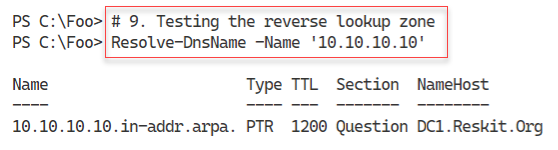 PS C:\Foo> # 9. Testing the reverse lookup zone
PS C:\Foo> Resolve-DnsName -Name '10.10.10.10'
Name Type TTL Section NameHost
---- ---- --- ------- --------
10.10.10.10.in-addr.arpa. PTR 1200 Question DC1.Reskit.Org